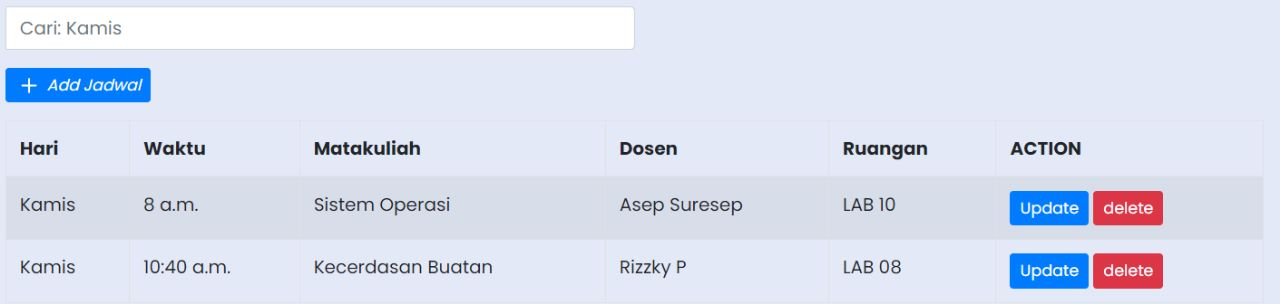 Cari: Kamis
+ Add Jadwal
Hari Waktu Matakuliah Dosen Ruangan ACTION
Kamis 8 a.m. Sistem Operasi Asep Suresep LAB 10 Update delete
Kamis 10:40 a.m. Kecerdasan Buatan Rizzky P LAB 08 Update delete